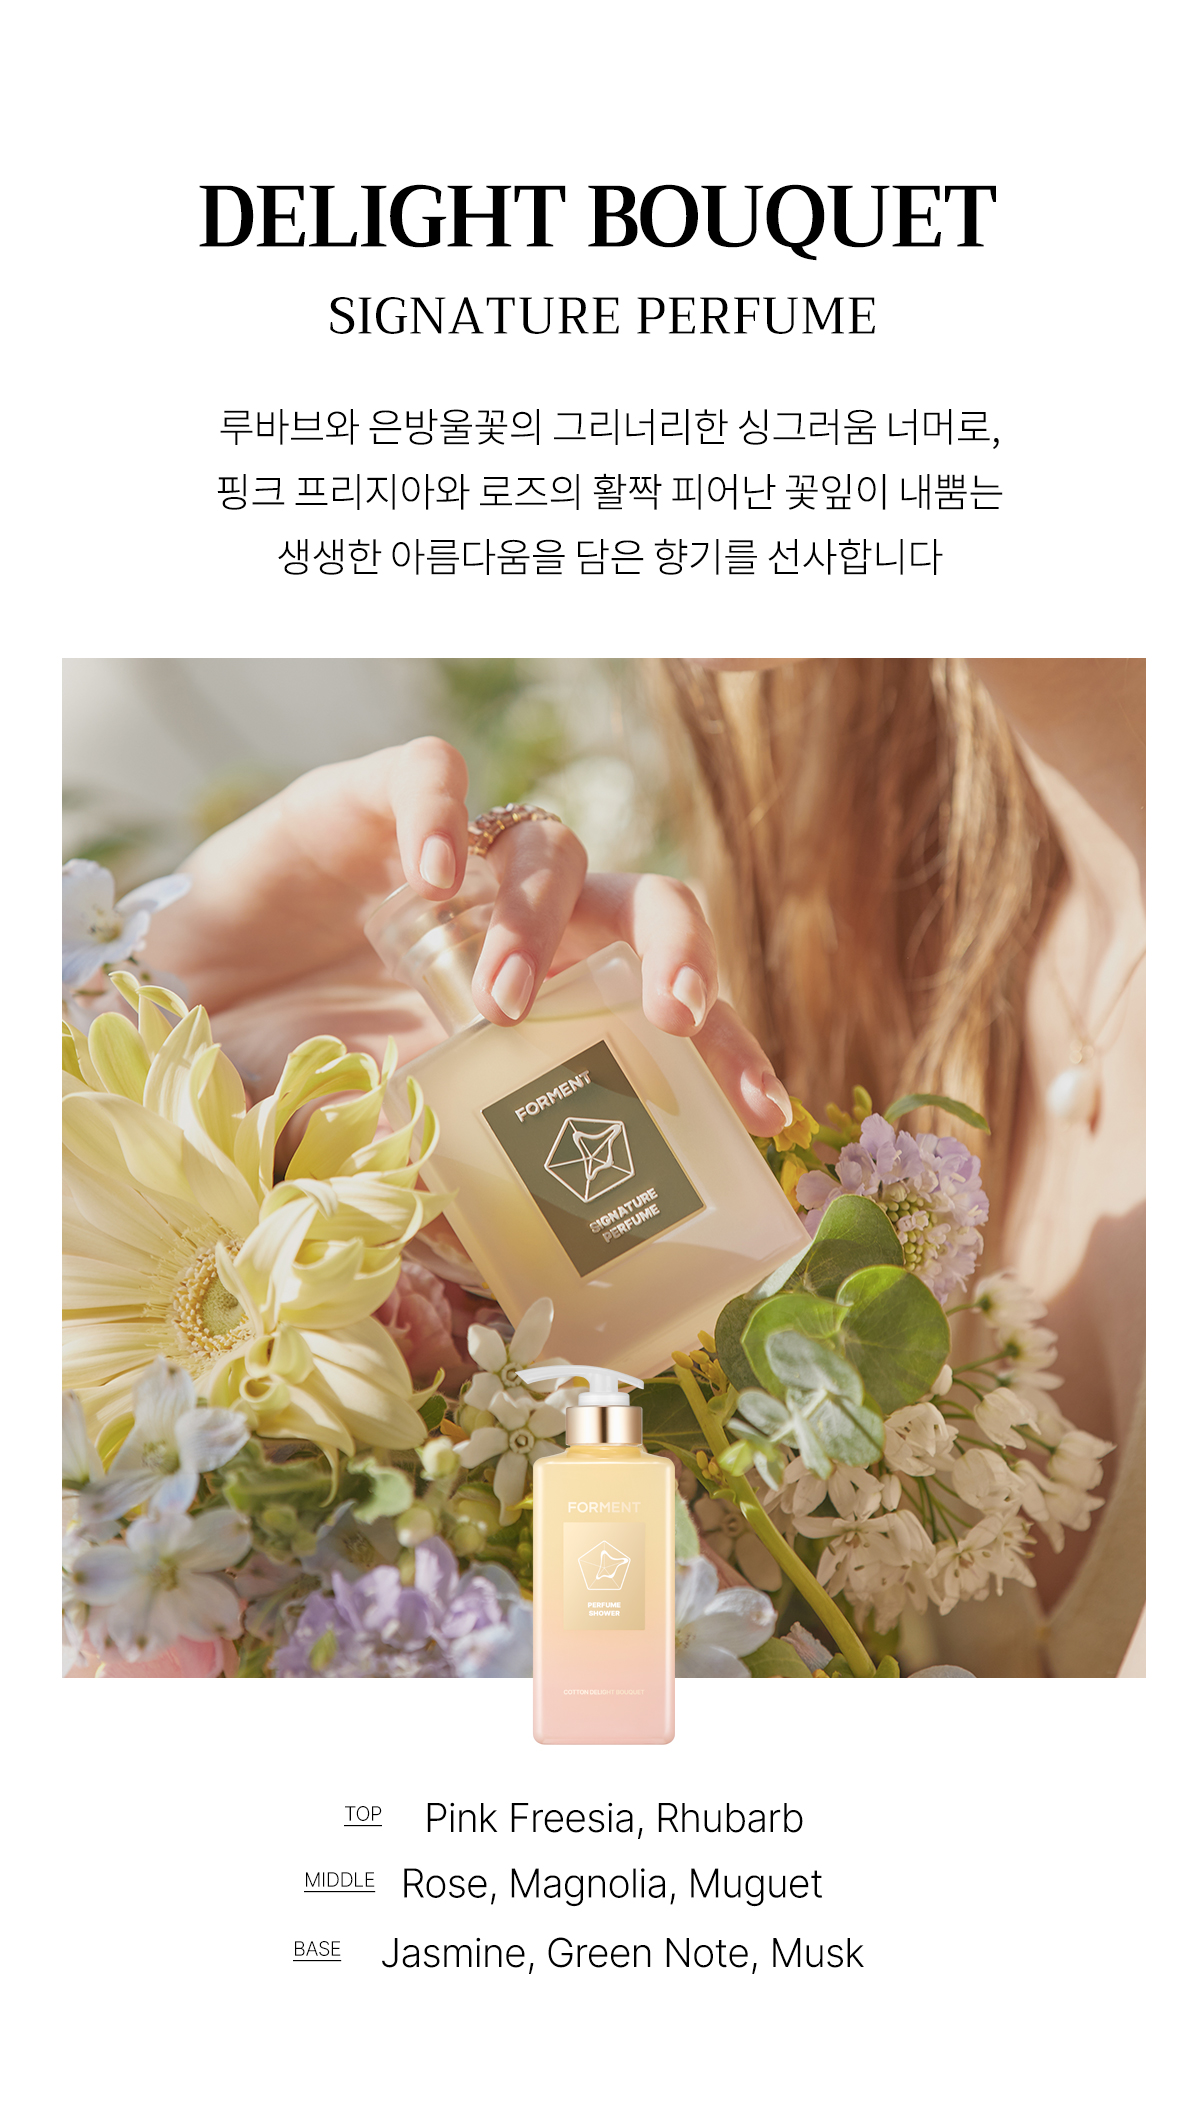 DELIGHT BOUQUET
SIGNATURE PERFUME
루바브와 은방울꽃의 그리너리한 싱그러움 너머로,
핑크 프리지아와 로즈의 활짝 피어난 꽃잎이 내뿜는
생생한 아름다움을 담은 향기를 선사합니다
FORMENT
SIGNATURE
PERFUME
FORMENT
PERFUME
SHOWER
COTTON DELIGHT BOUQUET
TOP Pink Freesia, Rhubarb
MIDDLE Rose, Magnolia, Muguet
BASE Jasmine, Green Note, Musk